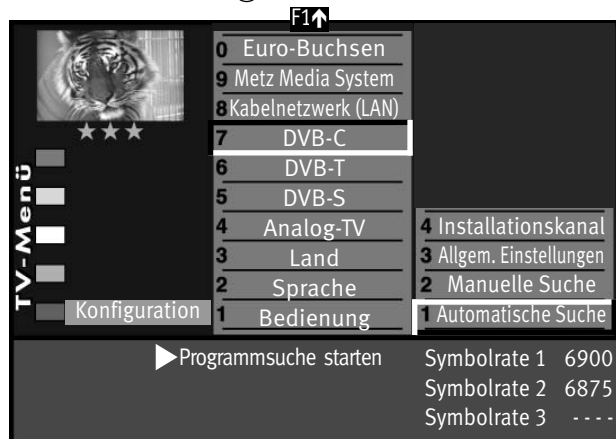 F1↑
0 Euro-Buchsen
9 Metz Media System
8 Kabelnetzwerk (LAN)
7 DVB-C
6 DVB-T
5 DVB-S
4 Analog-TV
3 Land
2 Sprache
1 Bedienung
TV-Menü
Konfiguration
4 Installationskanal
3 Allgem. Einstellungen
2 Manuelle Suche
1 Automatische Suche
Programmsuche starten
Symbolrate 1 6900
Symbolrate 2 6875
Symbolrate 3 - - - -